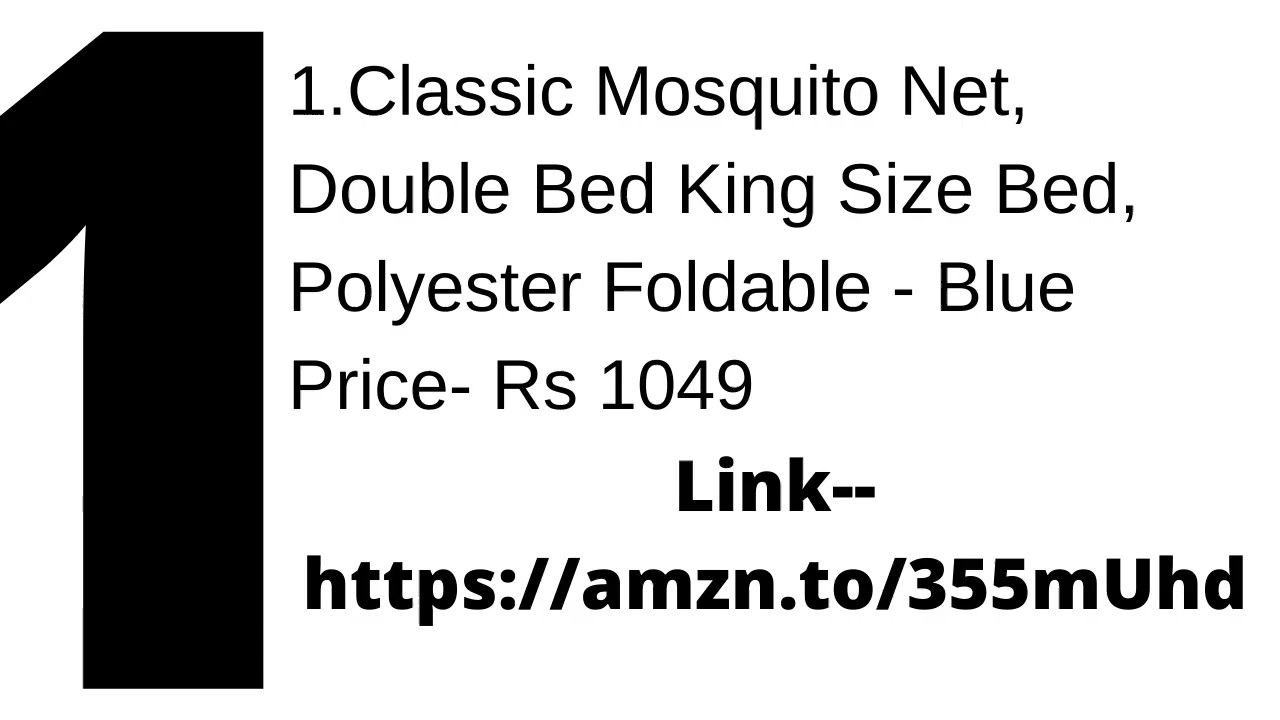 1
1.Classic Mosquito Net,
Double Bed King Size Bed,
Polyester Foldable - Blue
Price- Rs 1049
Link--
https://amzn.to/355mUhd